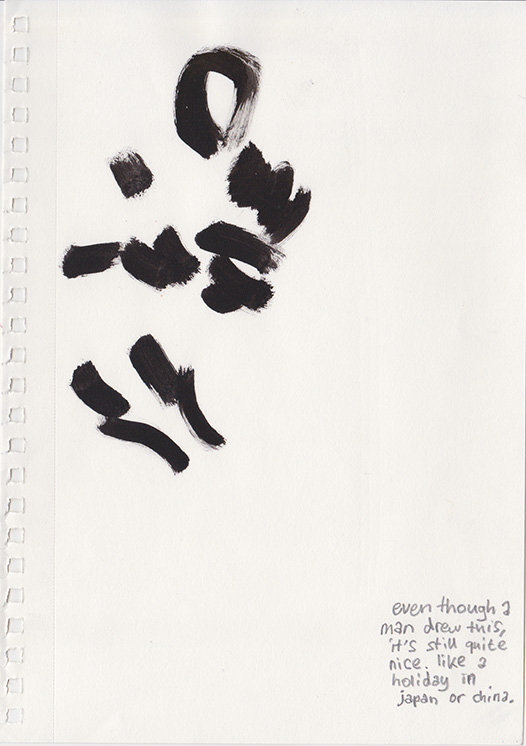 even though a
man drew this,
it's still quite
nice. like a
holiday in
japan or china.